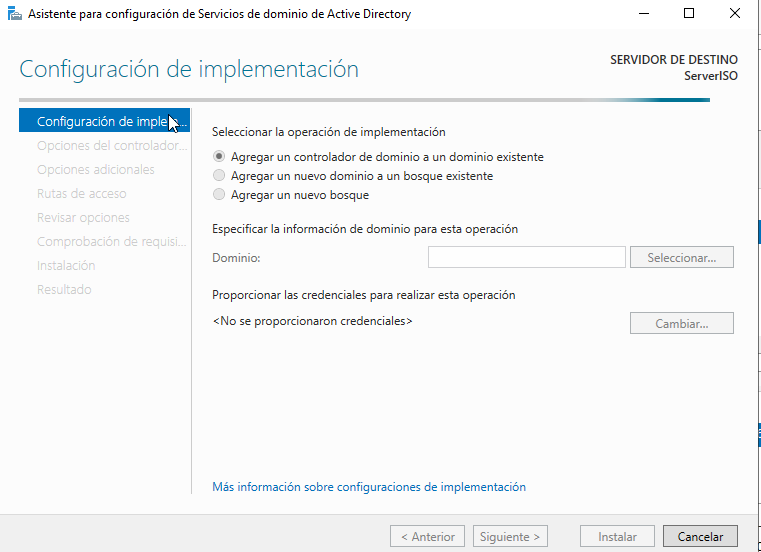 Asistente para configuración de Servicios de dominio de Active Directory
Configuración de implementación
SERVIDOR DE DESTINO
ServerISO
Configuración de imple...
Opciones del controlador...
Opciones adicionales
Rutas de acceso
Revisar opciones
Comprobación de requisi...
Instalación
Resultado
Seleccionar la operación de implementación
Agregar un controlador de dominio a un dominio existente
Agregar un nuevo dominio a un bosque existente
Agregar un nuevo bosque
Especificar la información de dominio para esta operación
Dominio:
Seleccionar...
Proporcionar las credenciales para realizar esta operación
<No se proporcionaron credenciales>
Cambiar...
Más información sobre configuraciones de implementación
< Anterior
Siguiente >
Instalar
Cancelar